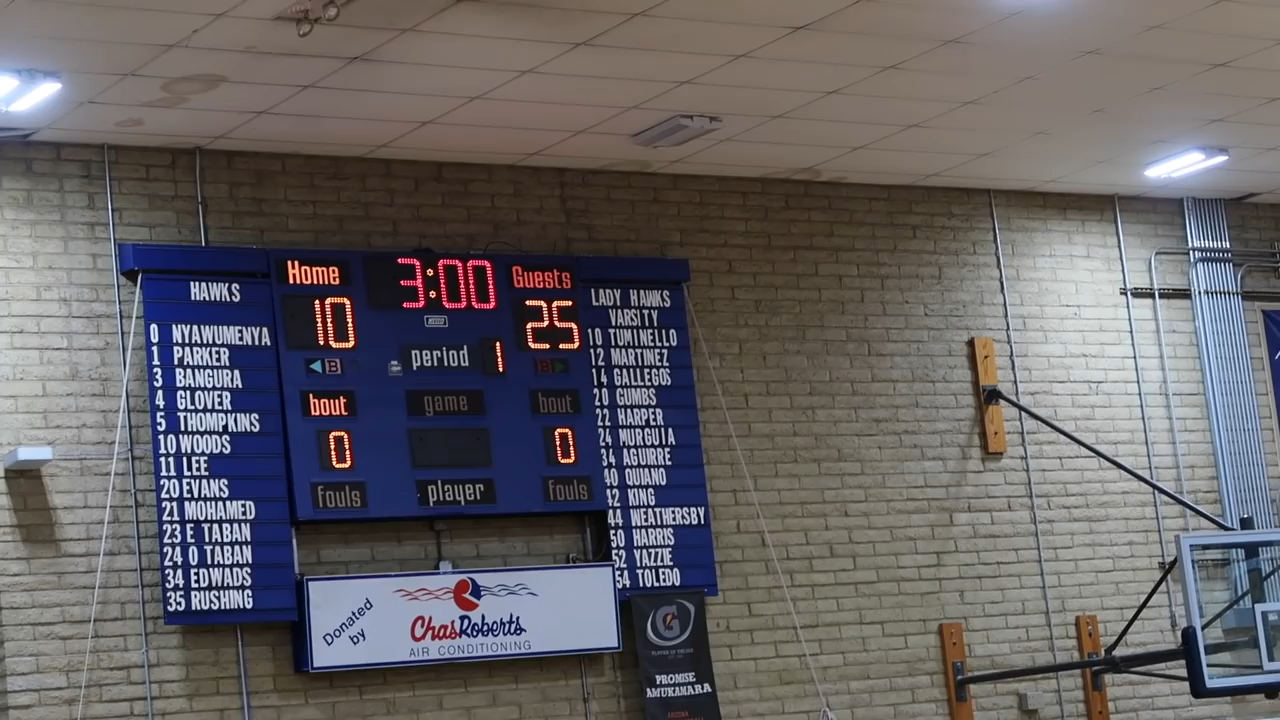 Home
3:00
Guests
10
25
period 1
B
B
bout
game
bout
0
0
fouls
player
fouls
HAWKS
0 NYAWUMENYA
1 PARKER
3 BANGURA
4 GLOVER
5 THOMPKINS
10 WOODS
11 LEE
20 EVANS
21 MOHAMED
23 E TABAN
24 O TABAN
34 EDWADS
35 RUSHING
LADY HAWKS
VARSITY
10 TUMINELLO
12 MARTINEZ
14 GALLEGOS
20 GUMBS
22 HARPER
24 MURGUIA
34 AGUIRRE
40 QUIANO
42 KING
44 WEATHERSBY
50 HARRIS
52 YAZZIE
54 TOLEDO
Donated
by
ChasRoberts
AIR CONDITIONING
G
PROMISE
AMUKAMARA